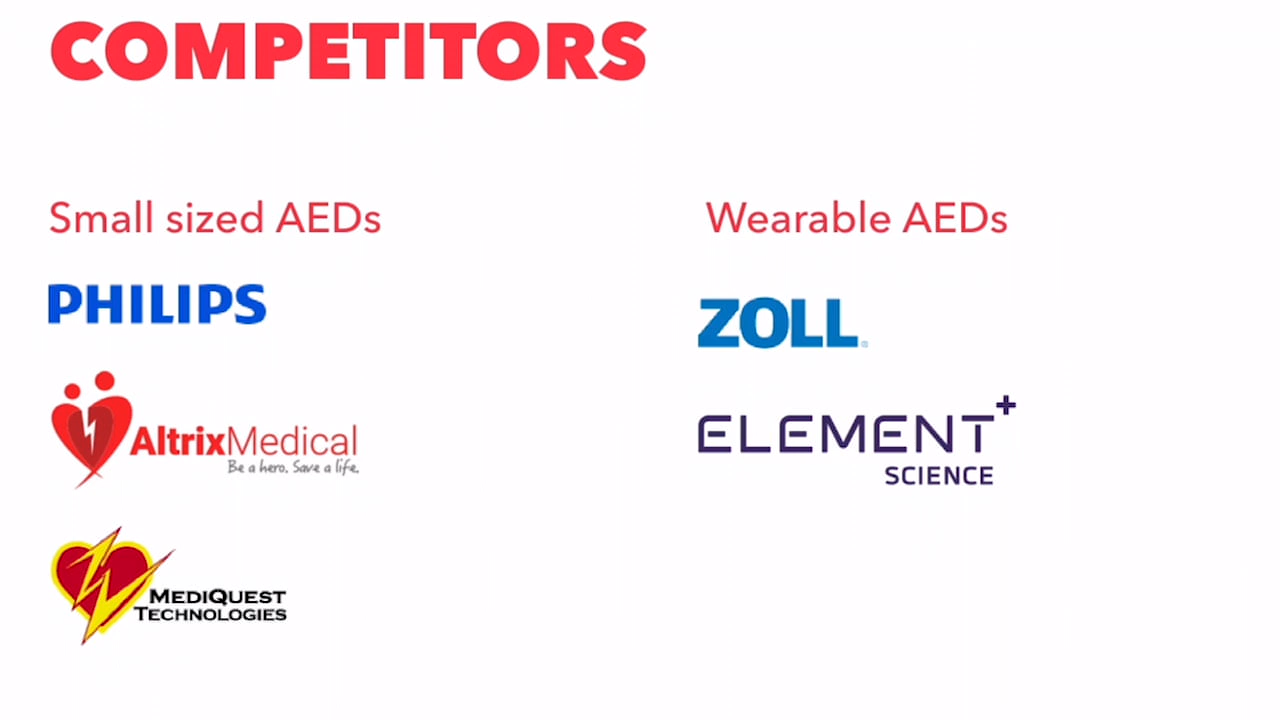 COMPETITORS
Small sized AEDs
PHILIPS
AltrixMedical
Be a hero. Save a life.
MEDIQUEST
TECHNOLOGIES
Wearable AEDs
ZOLL®
ELEMENT+
SCIENCE